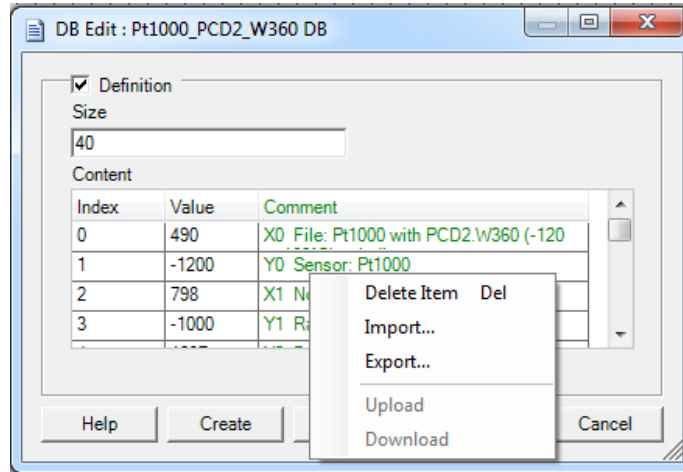 DB Edit : Pt1000_PCD2_W360 DB
Definition
Size
40
Content
Index Value Comment
0 490 X0 File: Pt1000 with PCD2.W360 (-120
1 -1200 Y0 Sensor: Pt1000
2 798 X1
3 -1000 Y1
Delete Item Del
Import...
Export...
Upload
Download
Help Create Cancel